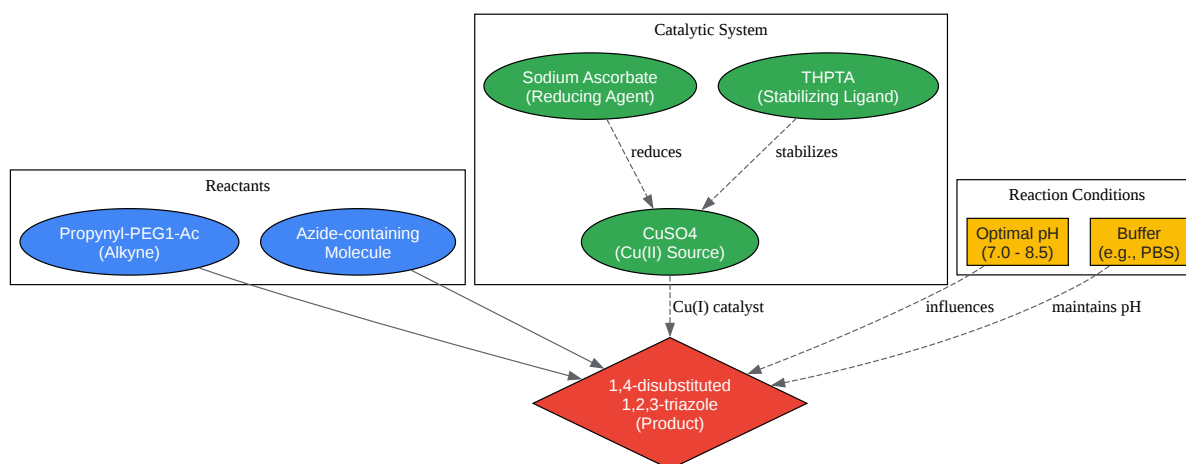 Catalytic System
Sodium Ascorbate
(Reducing Agent)
THPTA
(Stabilizing Ligand)
reduces
stabilizes
Reactants
Propynyl-PEG1-Ac
(Alkyne)
Azide-containing
Molecule
CuSO4
(Cu(II) Source)
Reaction Conditions
Optimal pH
(7.0 - 8.5)
Buffer
(e.g., PBS)
Cu(I) catalyst
influences
maintains pH
1,4-disubstituted
1,2,3-triazole
(Product)